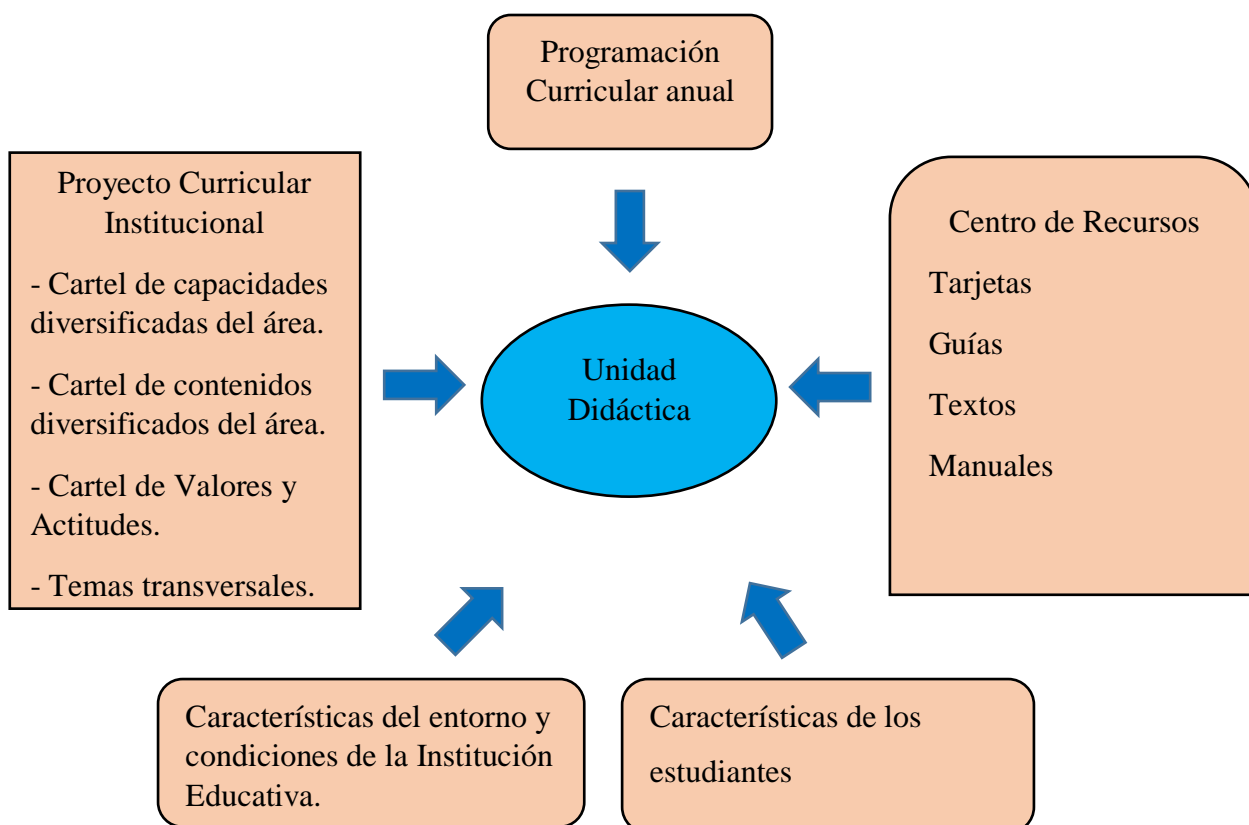 Programación
Curricular anual
Proyecto Curricular
Institucional
- Cartel de capacidades
diversificadas del área.
- Cartel de contenidos
diversificados del área.
- Cartel de Valores y
Actitudes.
- Temas transversales.
Unidad
Didáctica
Centro de Recursos
Tarjetas
Guías
Textos
Manuales
Características del entorno y
condiciones de la Institución
Educativa.
Características de los
estudiantes